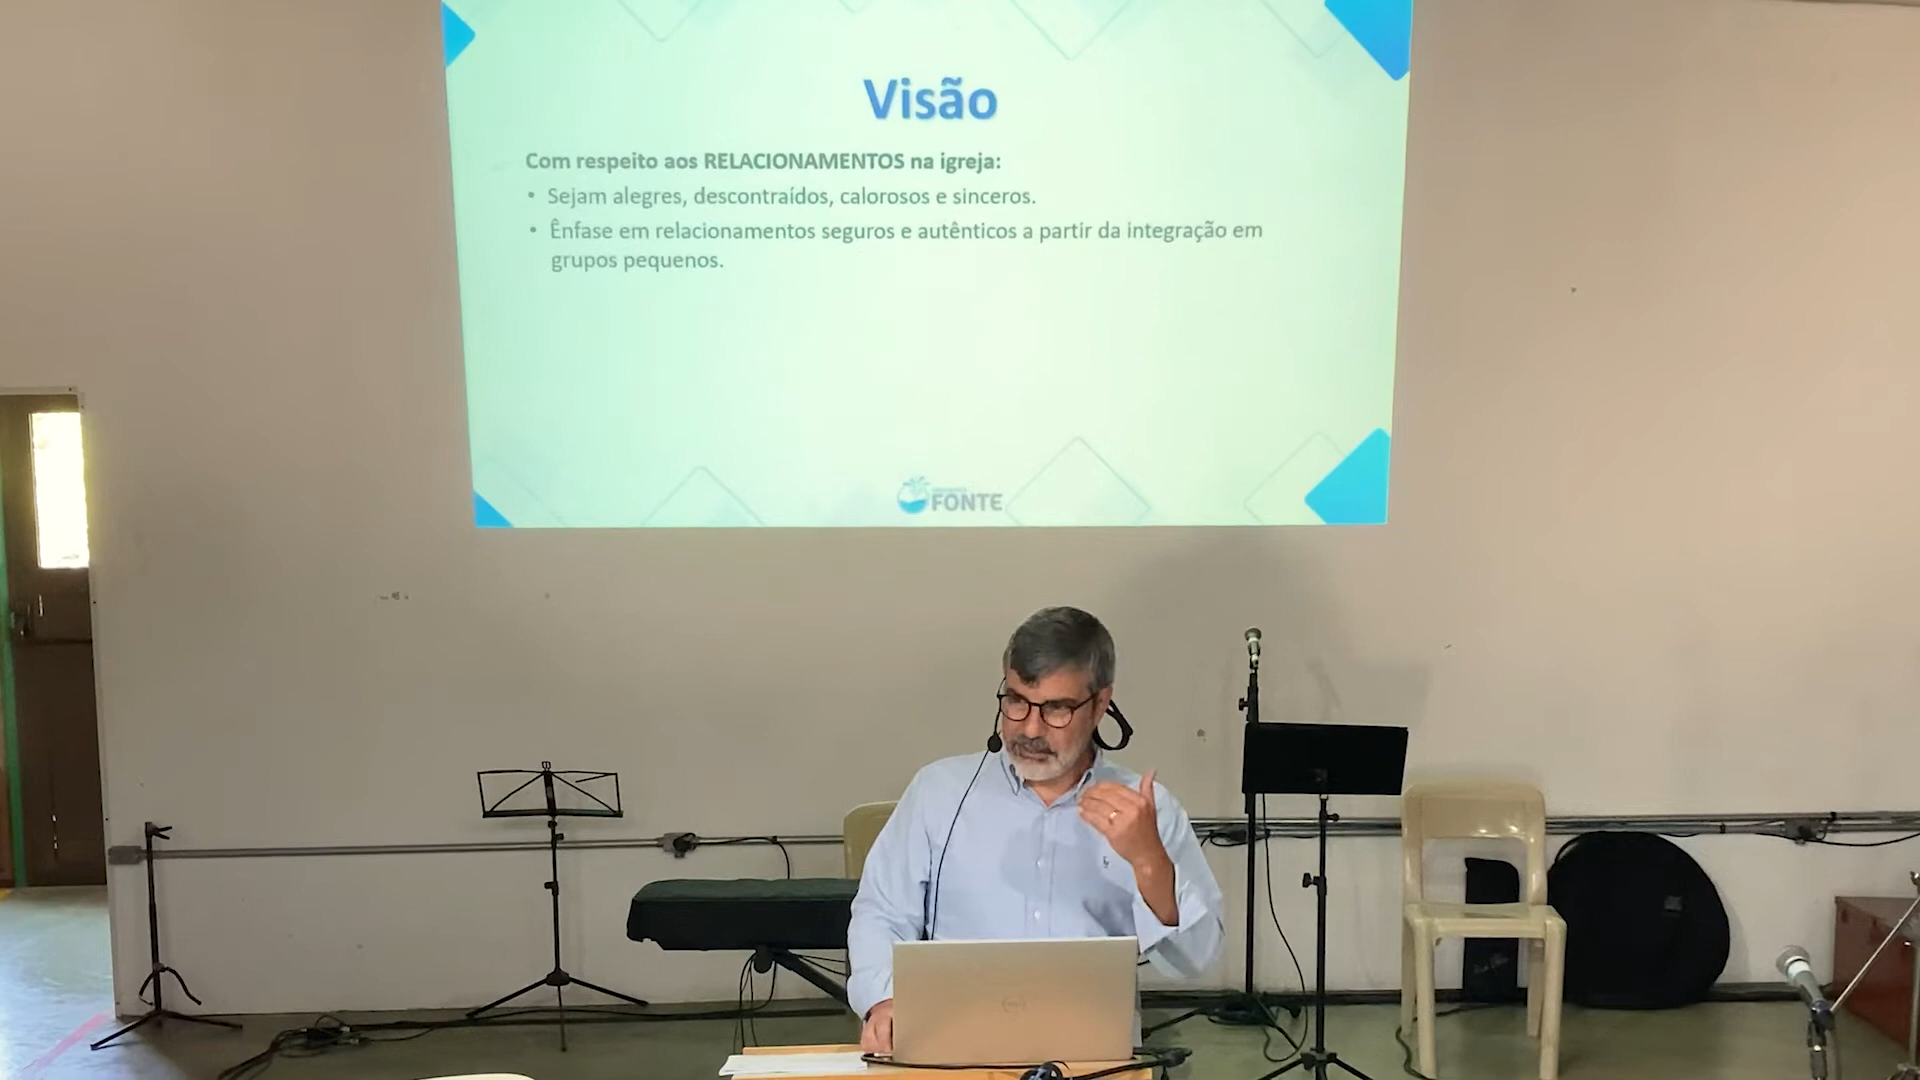 Visão
Com respeito aos RELACIONAMENTOS na igreja:
• Sejam alegres, descontraídos, calorosos e sinceros.
• Ênfase em relacionamentos seguros e autênticos a partir da integração em
grupos pequenos.
FONTE
DELL